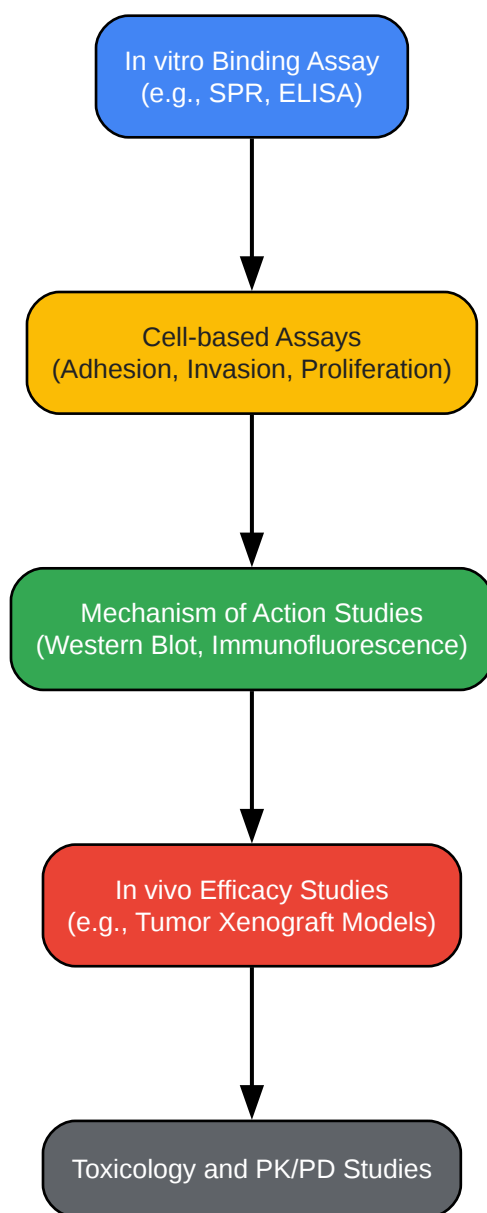 In vitro Binding Assay
(e.g., SPR, ELISA)
Cell-based Assays
(Adhesion, Invasion, Proliferation)
Mechanism of Action Studies
(Western Blot, Immunofluorescence)
In vivo Efficacy Studies
(e.g., Tumor Xenograft Models)
Toxicology and PK/PD Studies